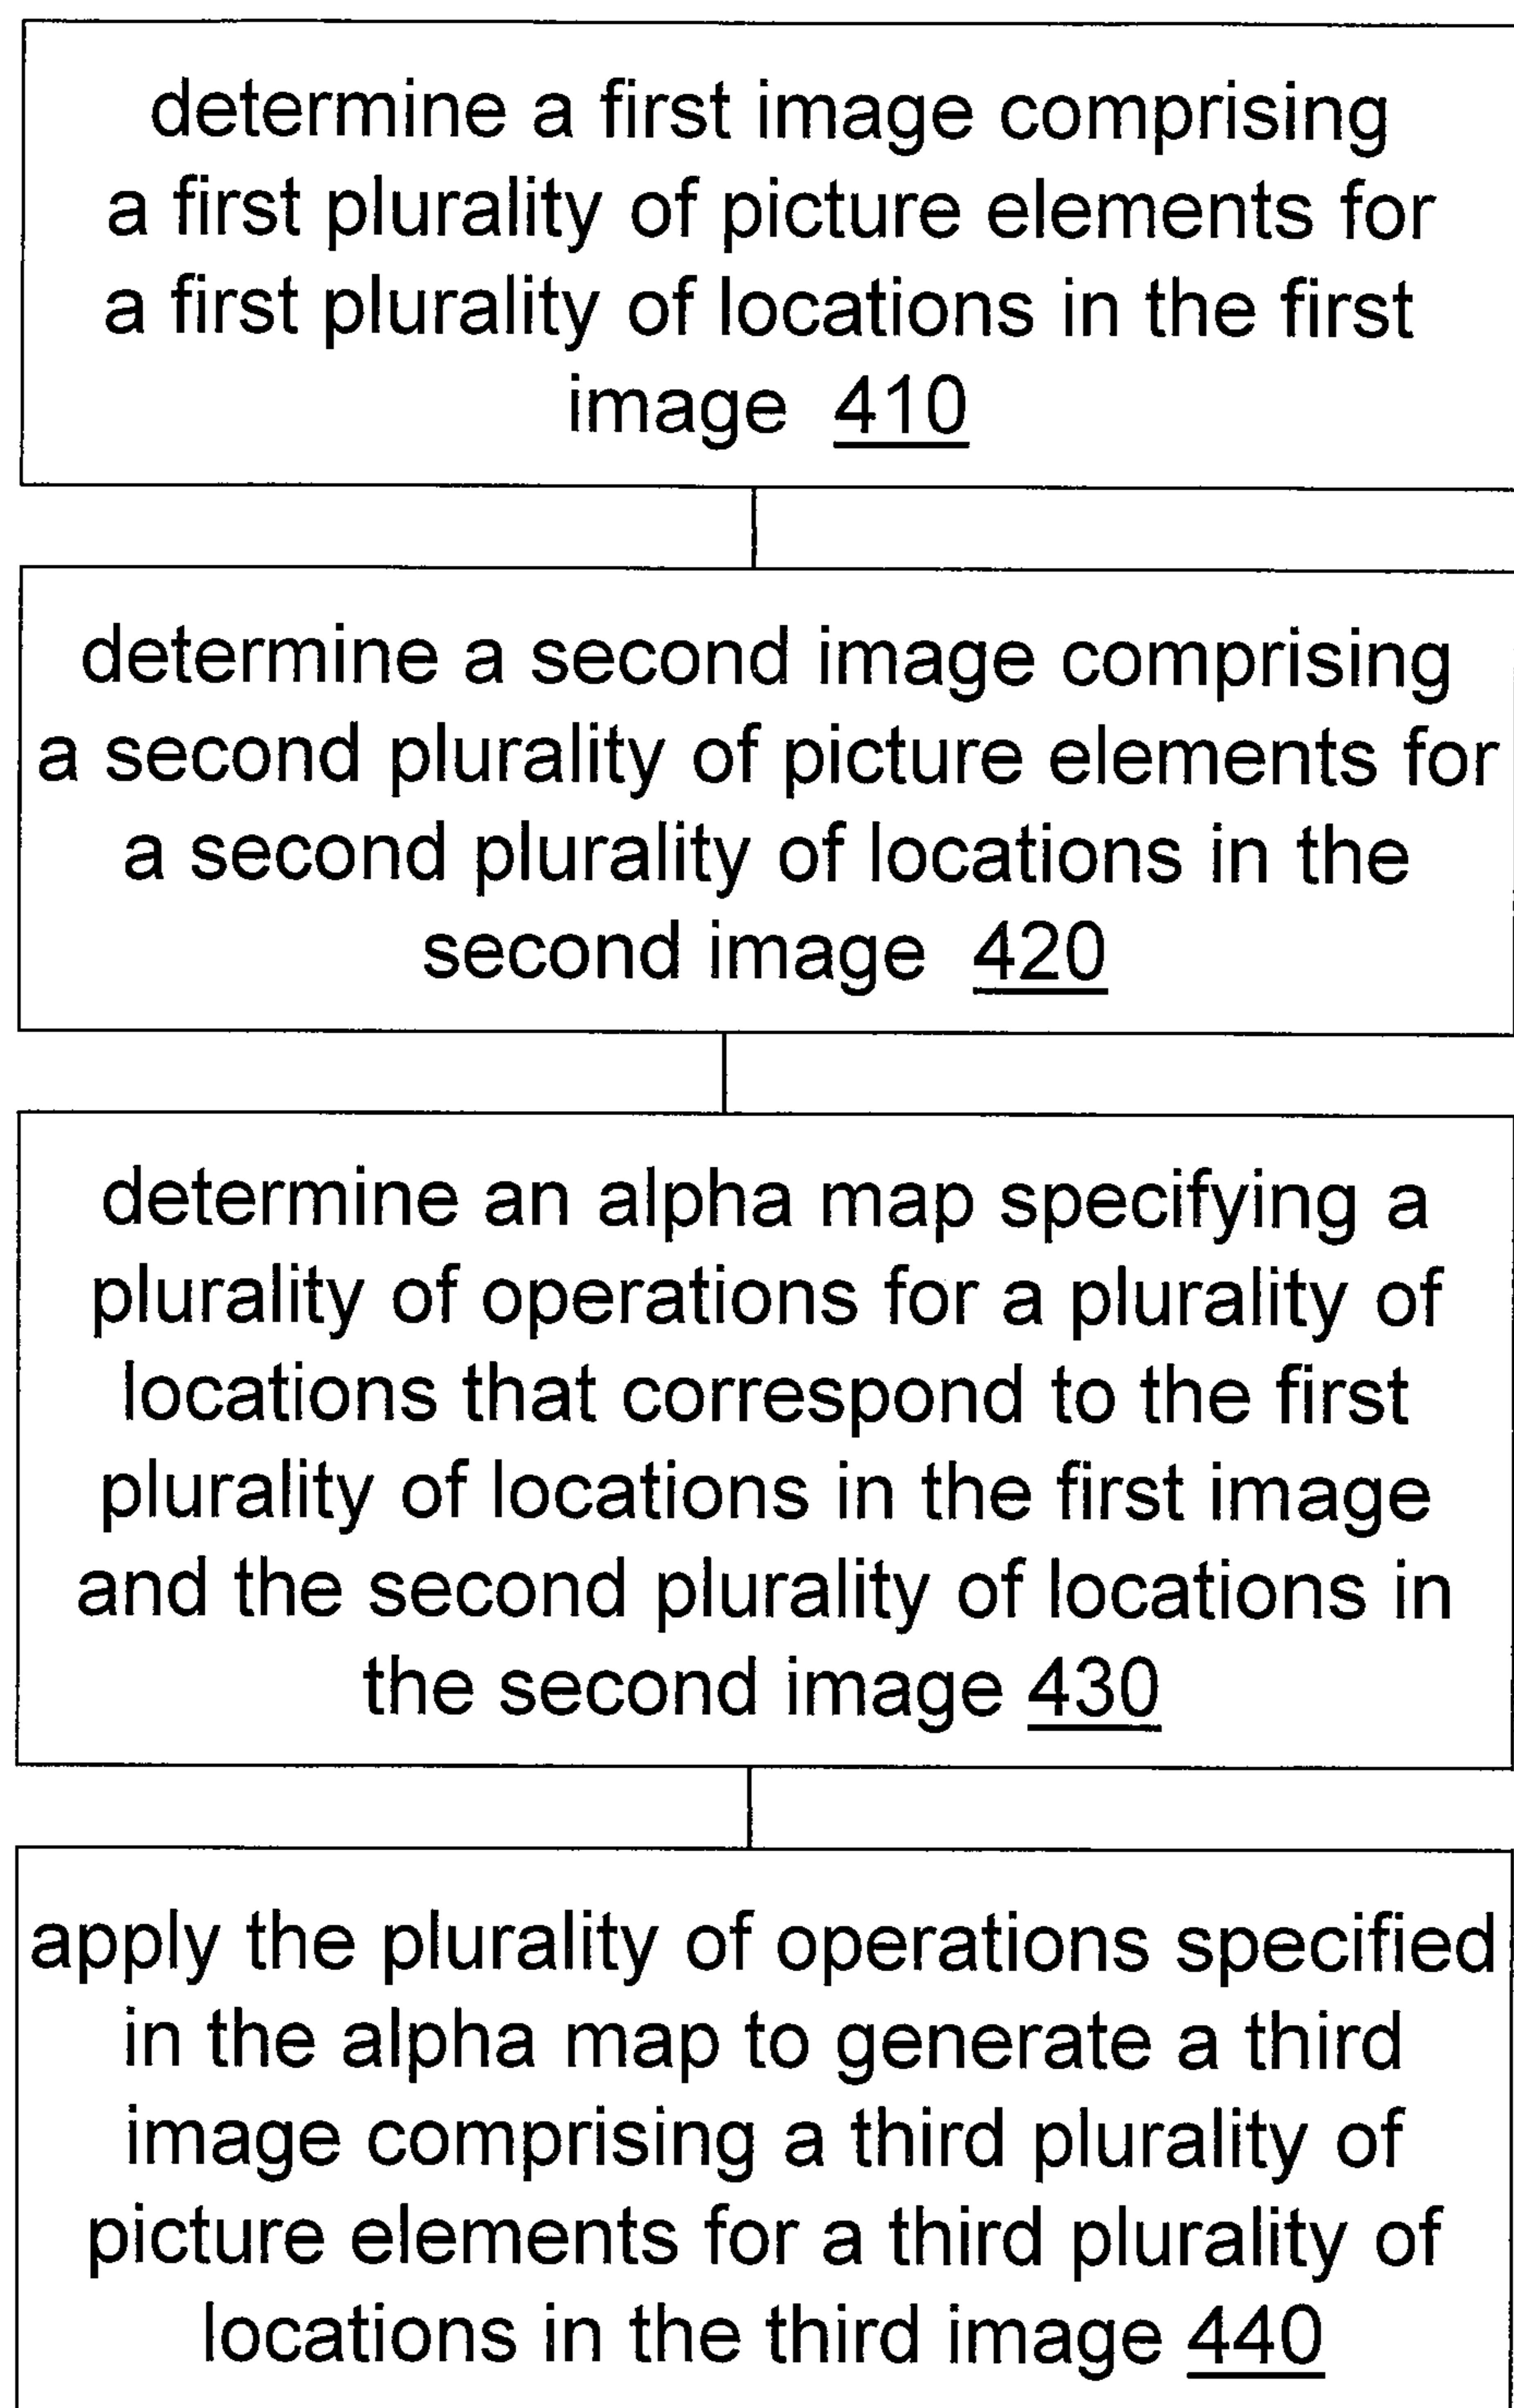 determine a first image comprising
a first plurality of picture elements for
a first plurality of locations in the first
image 410
determine a second image comprising
a second plurality of picture elements for
a second plurality of locations in the
second image 420
determine an alpha map specifying a
plurality of operations for a plurality of
locations that correspond to the first
plurality of locations in the first image
and the second plurality of locations in
the second image 430
apply the plurality of operations specified
in the alpha map to generate a third
image comprising a third plurality of
picture elements for a third plurality of
locations in the third image 440